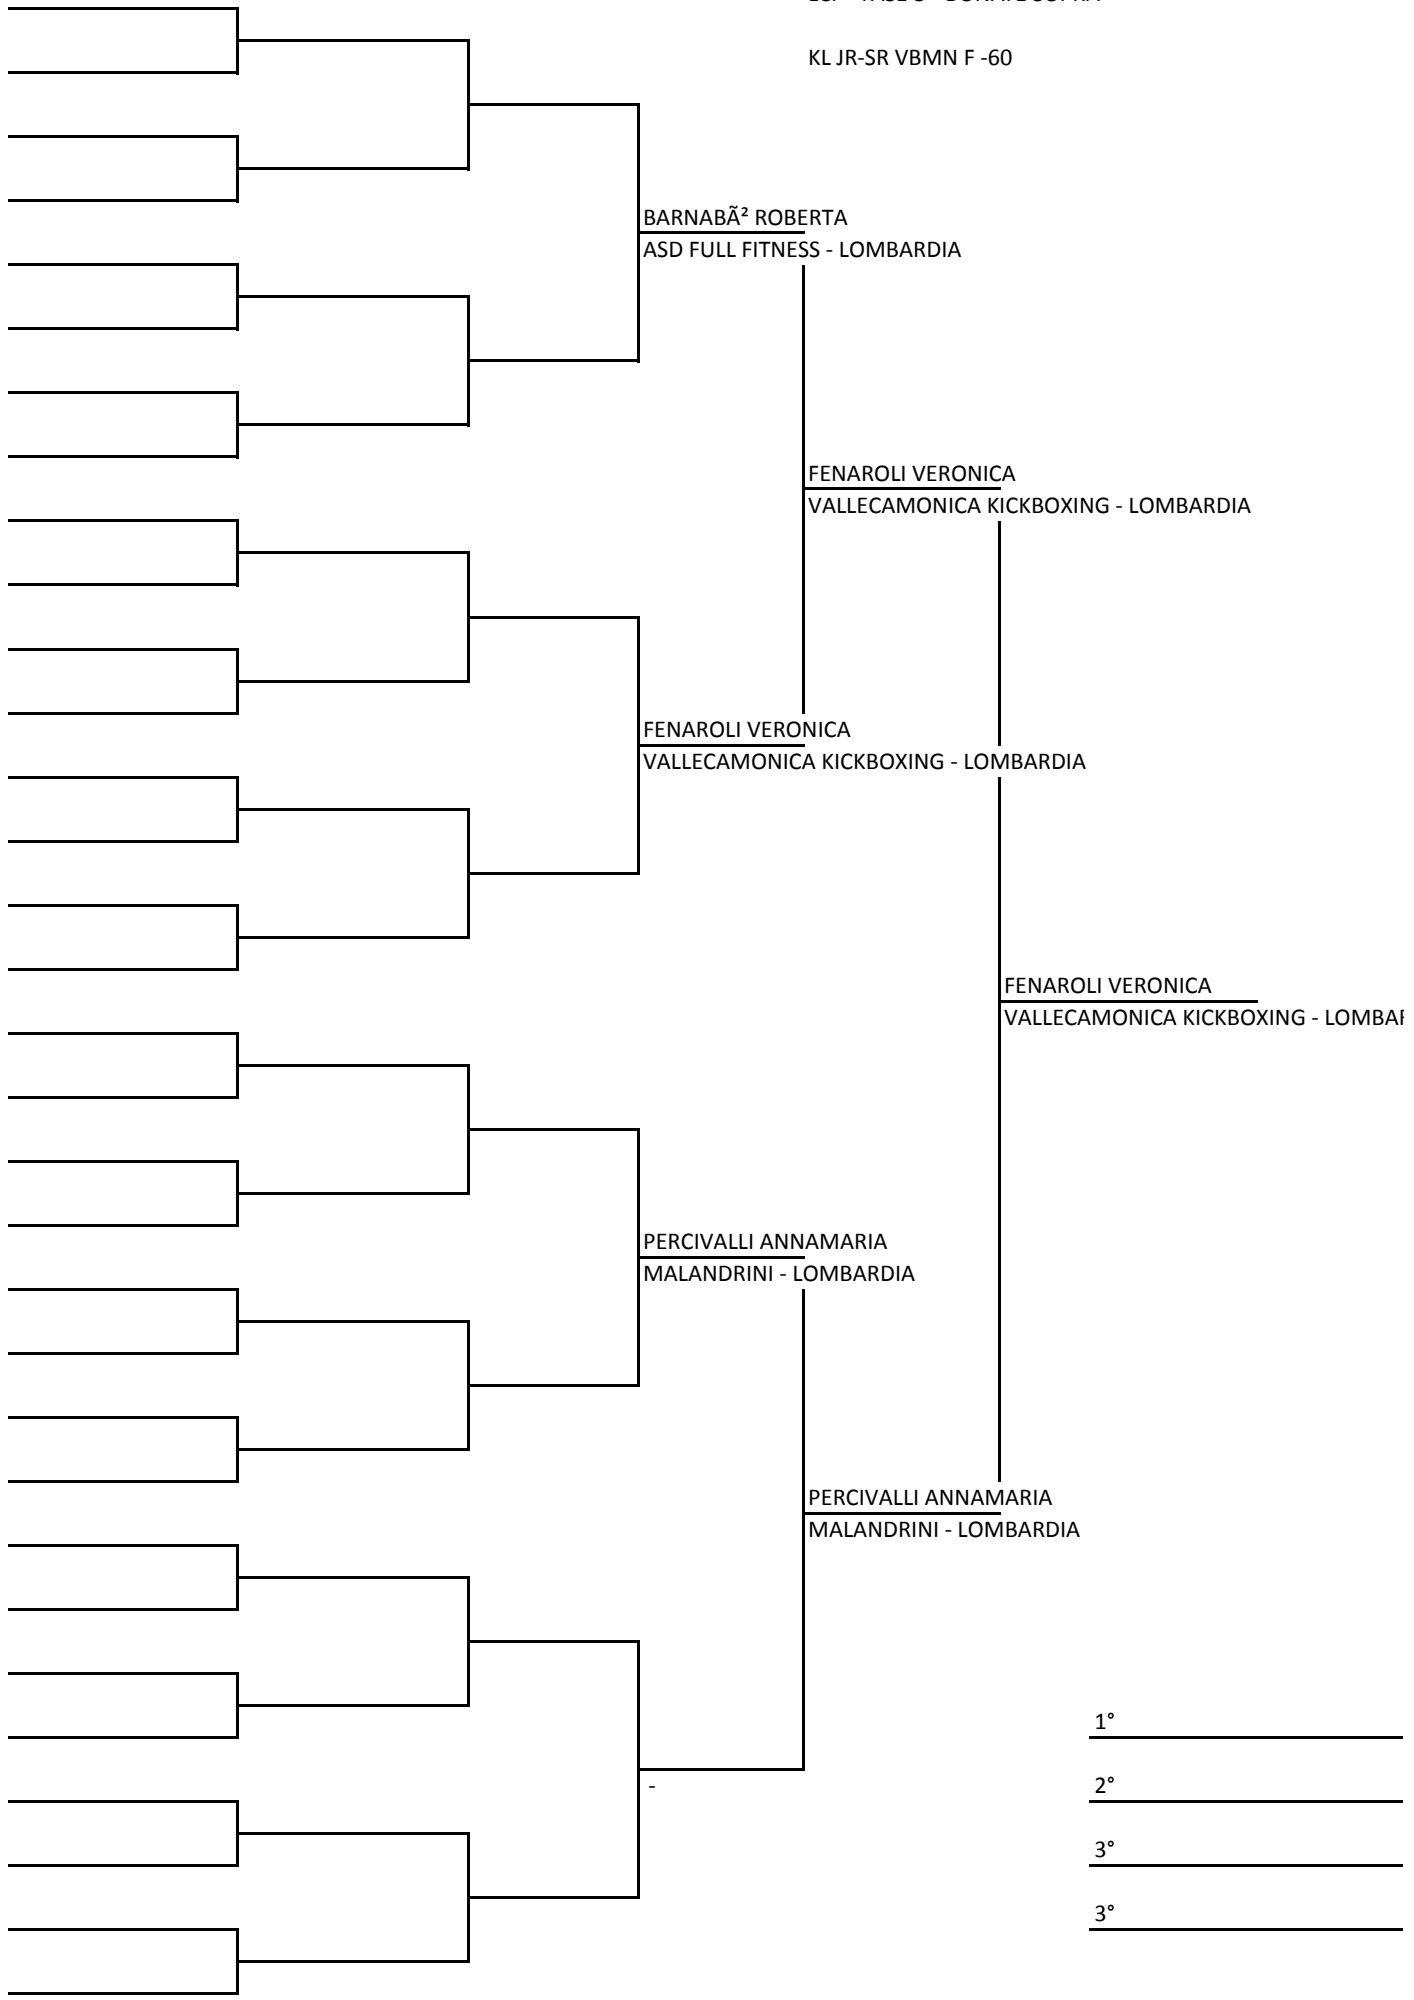 KL JR-SR VBMN F -60
BARNABÃ² ROBERTA
ASD FULL FITNESS - LOMBARDIA
FENAROLI VERONICA
VALLECAMONICA KICKBOXING - LOMBARDIA
FENAROLI VERONICA
VALLECAMONICA KICKBOXING - LOMBARDIA
FENAROLI VERONICA
VALLECAMONICA KICKBOXING - LOMBAR
PERCIVALLI ANNAMARIA
MALANDRINI - LOMBARDIA
PERCIVALLI ANNAMARIA
MALANDRINI - LOMBARDIA
1°
-
2°
3°
3°